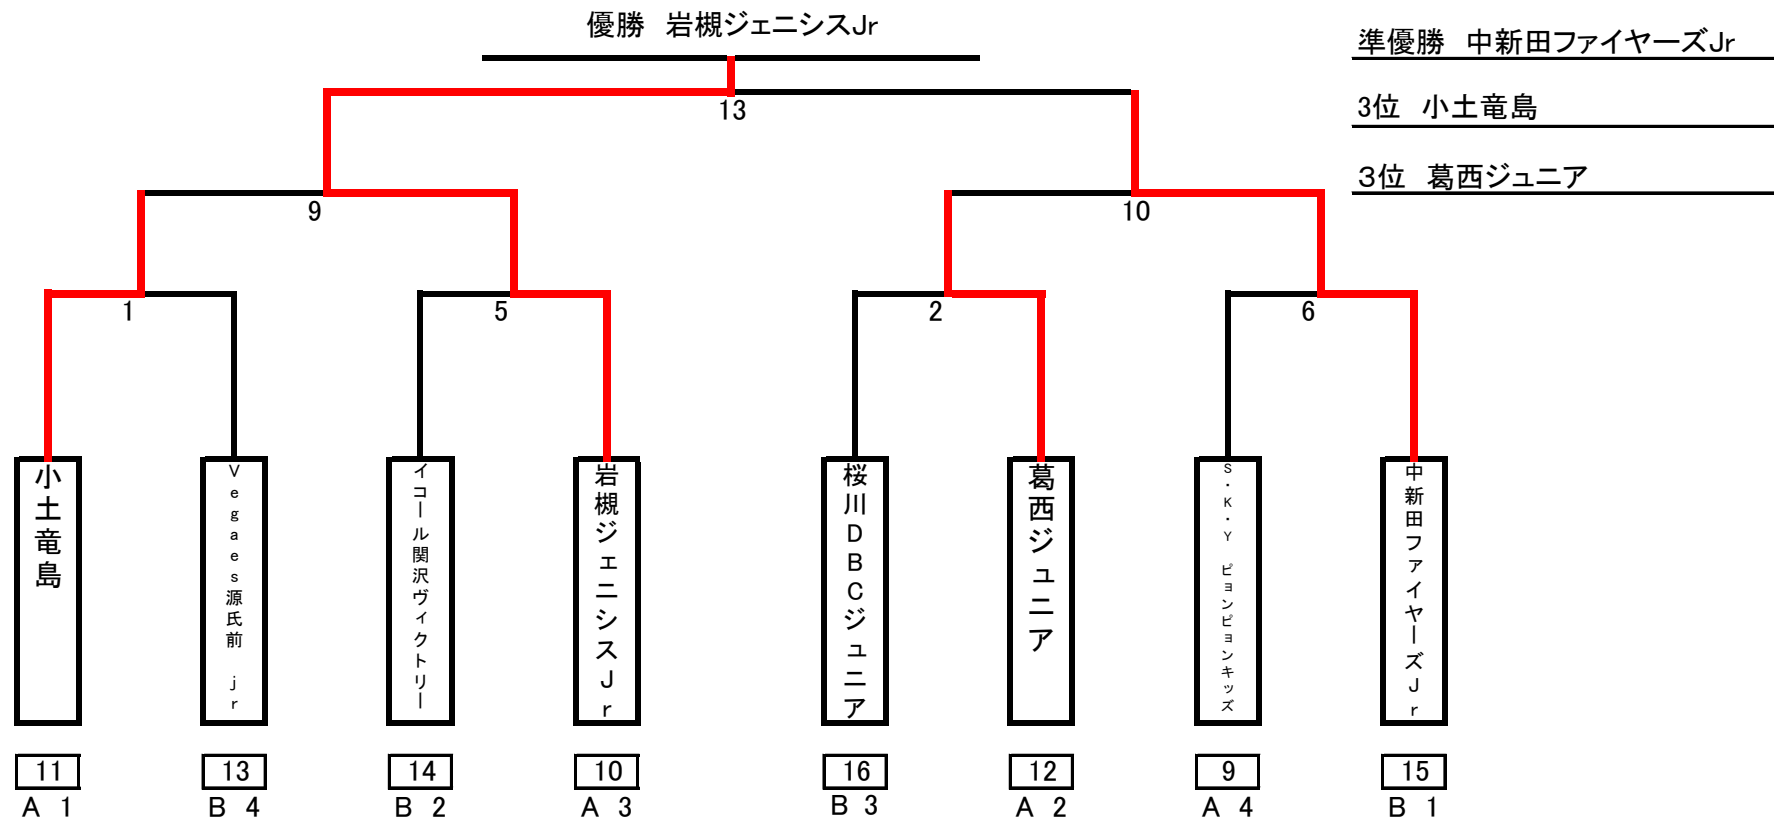 優勝　岩槻ジェニシスJr
準優勝　中新田ファイヤーズJr
3位　小土竜島
３位　葛西ジュニア
13
9
10
1
5
2
6
小土竜島
Vegaes源氏前　jr
イコール関沢ヴィクトリー
岩槻ジェニシスJr
桜川DBCジュニア
葛西ジュニア
S・K・Y　ピョンピョンキッズ
中新田ファイヤーズJr
11
13
14
10
16
12
9
15
A 1
B 4
B 2
A 3
B 3
A 2
A 4
B 1